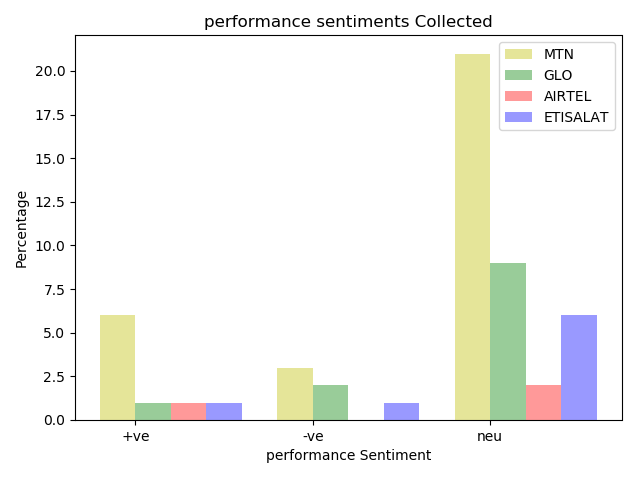 performance sentiments Collected
MTN
GLO
AIRTEL
ETISALAT
Percentage
20.0
17.5
15.0
12.5
10.0
7.5
5.0
2.5
0.0
+ve -ve neu
performance Sentiment